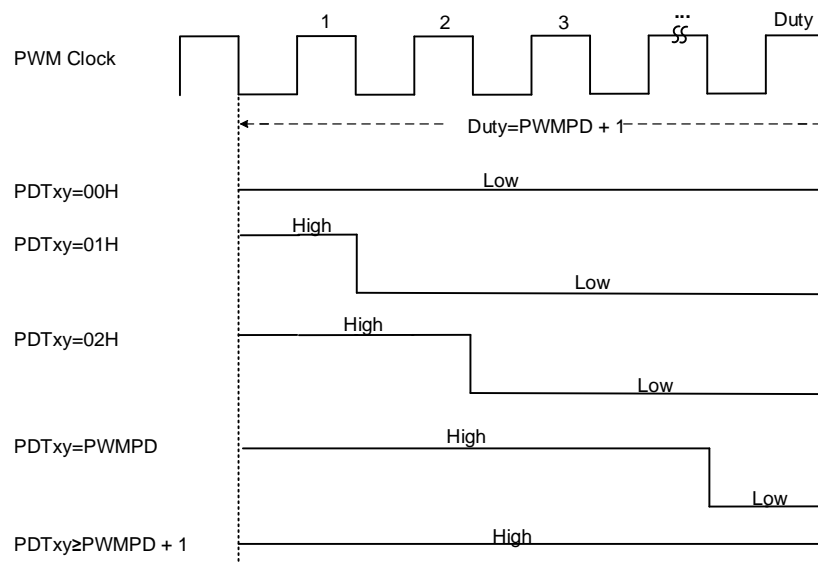 1 2 3 ... Duty
PWM Clock
Duty=PWMPD + 1
PDTxy=00H Low
PDTxy=01H High Low
PDTxy=02H High Low
PDTxy=PWMPD High Low
PDTxy≥PWMPD + 1 High